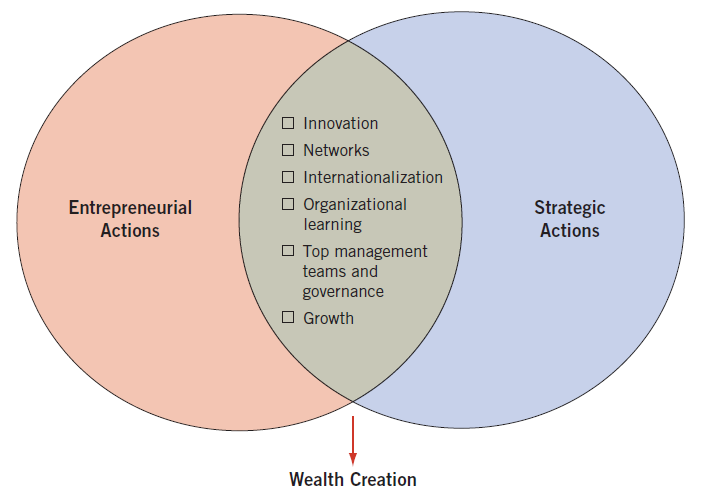 Entrepreneurial
Actions
☐ Innovation
☐ Networks
☐ Internationalization
☐ Organizational
learning
☐ Top management
teams and
governance
☐ Growth
Strategic
Actions
Wealth Creation